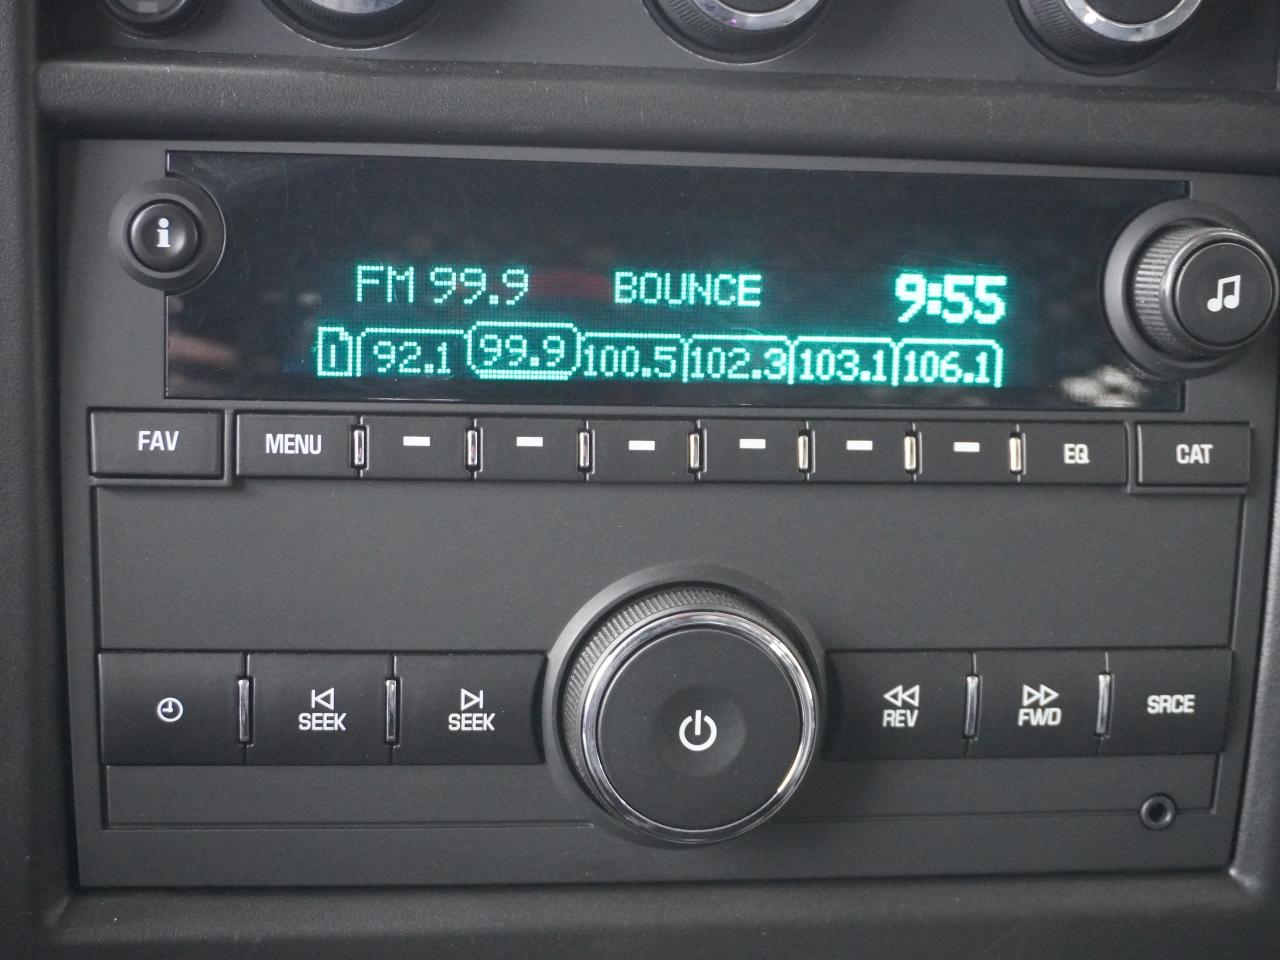 i
FM 99.9 BOUNCE 9:55
1 92.1 99.9 100.5 102.3 103.1 106.1
FAV MENU EQ CAT
SEEK SEEK REV FWD SRCE